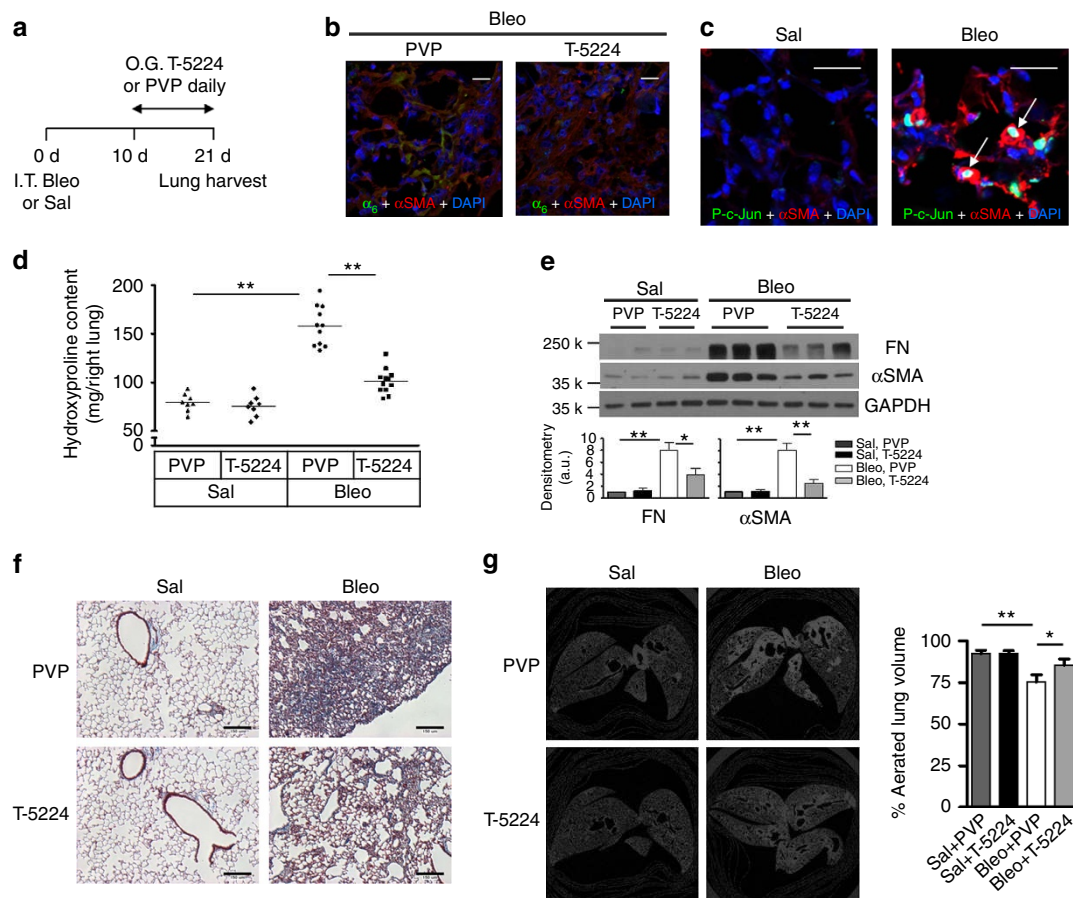 a
O.G. T-5224
or PVP daily
0 d 10 d 21 d
I.T. Bleo
or Sal
Lung harvest
b
Bleo
PVP T-5224
α6 + αSMA + DAPI
α6 + αSMA + DAPI
c
Sal Bleo
P-c-Jun + αSMA + DAPI
P-c-Jun + αSMA + DAPI
d
Hydroxyproline content
(mg/right lung)
200
150
100
50
0
**
**
PVP T-5224 PVP T-5224
Sal Bleo
e
Sal Bleo
PVP T-5224 PVP T-5224
250 k
FN
35 k
αSMA
35 k
GAPDH
Densitometry
(a.u.)
10
8
6
4
2
0
** *
** **
FN αSMA
Sal, PVP
Sal, T-5224
Bleo, PVP
Bleo, T-5224
f
Sal Bleo
PVP
T-5224
g
Sal Bleo
PVP
T-5224
% Aerated lung volume
100
75
50
25
0
**
*
Sal+PVP
Sal+T-5224
Bleo+PVP
Bleo+T-5224